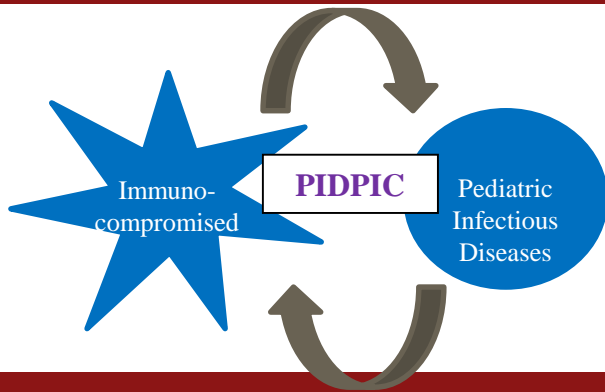 Immuno-
compromised
PIDPIC
Pediatric
Infectious
Diseases